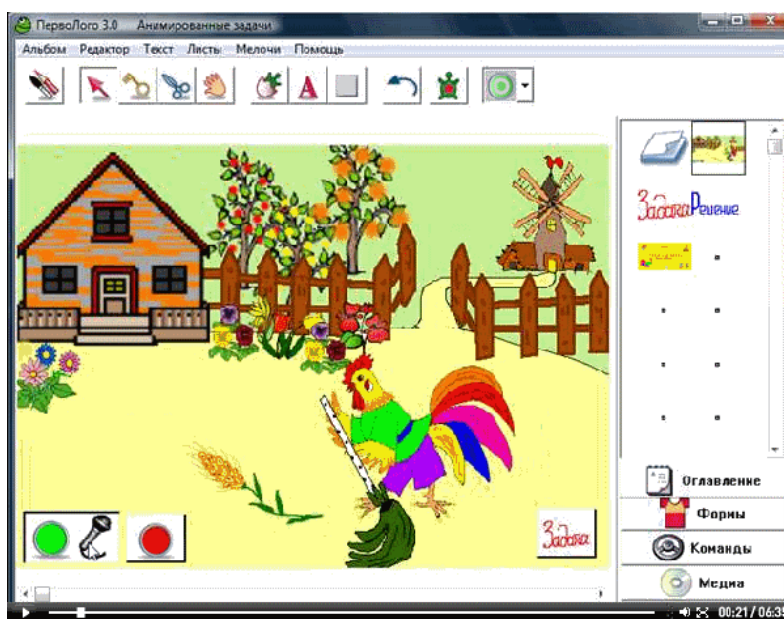 ПервоЛого 3.0 Анимированные задачи
Альбом Редактор Текст Листы Мелочи Помощь
Задача Решение
Оглавление
Формы
Команды
Медиа
Задача
00:21 / 06:35